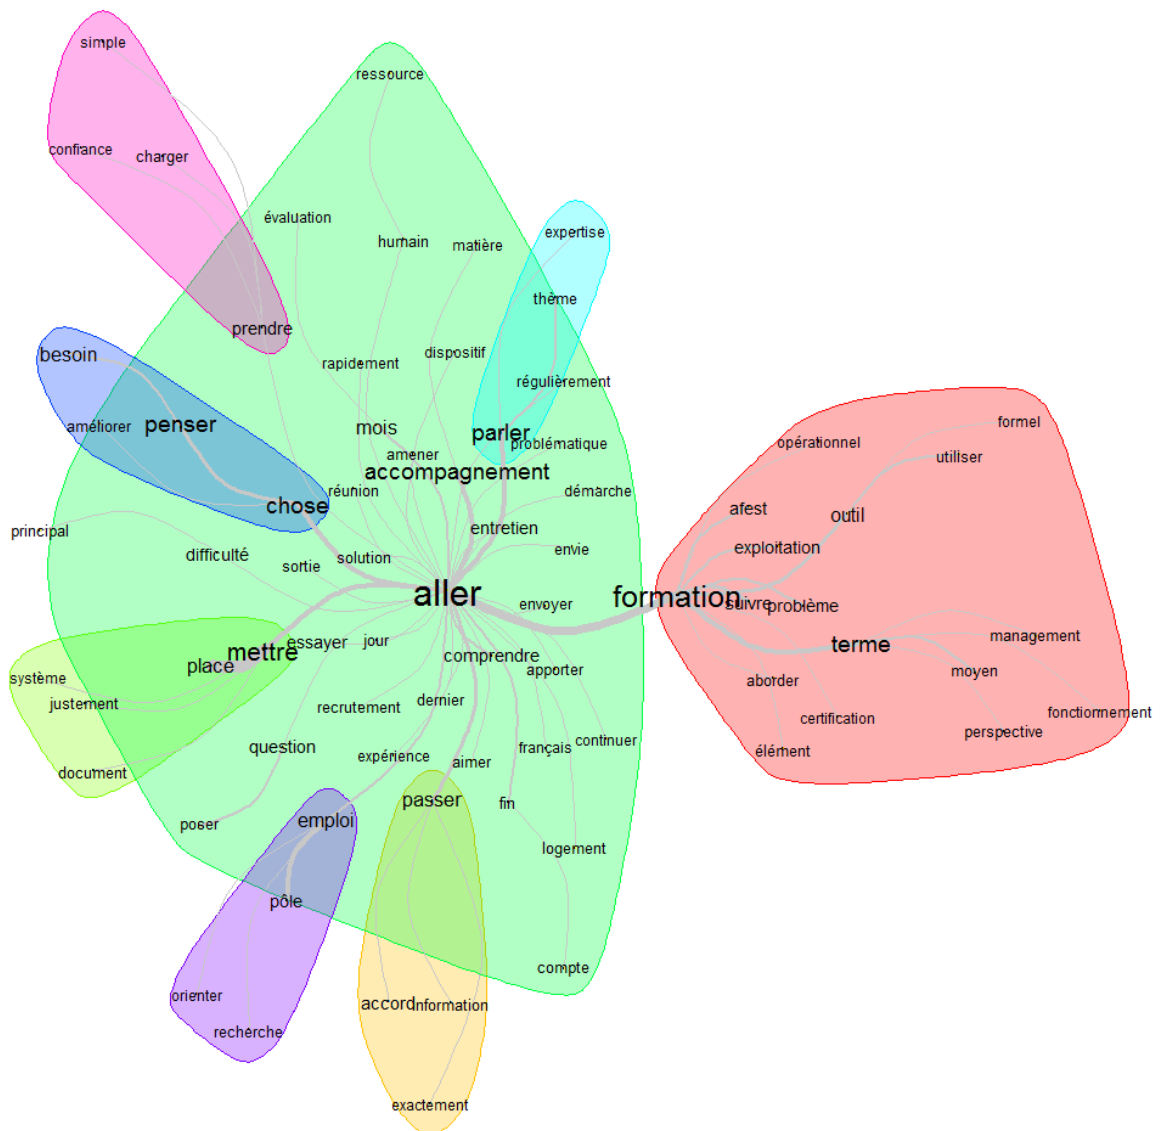 simple
ressource
confiance
charger
évaluation
humain
matière
expertise
thème
prendre
besoin
rapidement
dispositif
régulièrement
améliorer
penser
mois
parler
problématique
amener
accompagnement
réunion
démarche
chose
principal
difficulté
solution
entretien
envie
sortie
aller
envoyer
formation
formel
opérationnel
utiliser
afest
outil
exploitation
suivre
problème
terme
management
moyen
aborder
fonctionnement
certification
perspective
élément
mettre
essayer
jour
place
comprendre
apporter
système
justement
recrutement
dernier
question
expérience
aimer
français
continuer
document
passer
fin
poser
emploi
logement
pôle
compte
orienter
accord
nformation
recherche
exactement